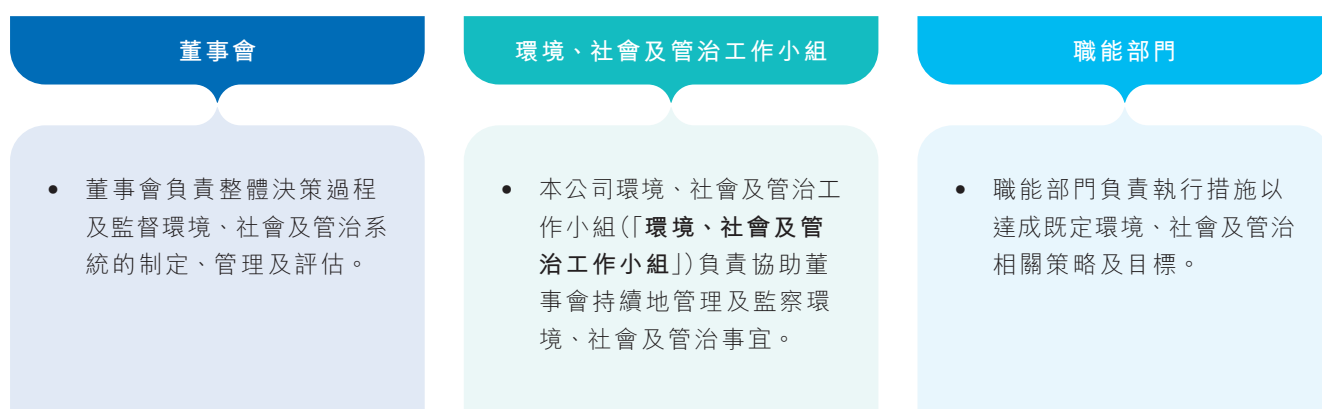 董事會
• 董事會負責整體決策過程
及監督環境、社會及管治系
統的制定、管理及評估。
環境、社會及管治工作小組
• 本公司環境、社會及管治工
作小組(「環境、社會及管
治工作小組」)負責協助董
事會持續地管理及監察環
境、社會及管治事宜。
職能部門
• 職能部門負責執行措施以
達成既定環境、社會及管治
相關策略及目標。